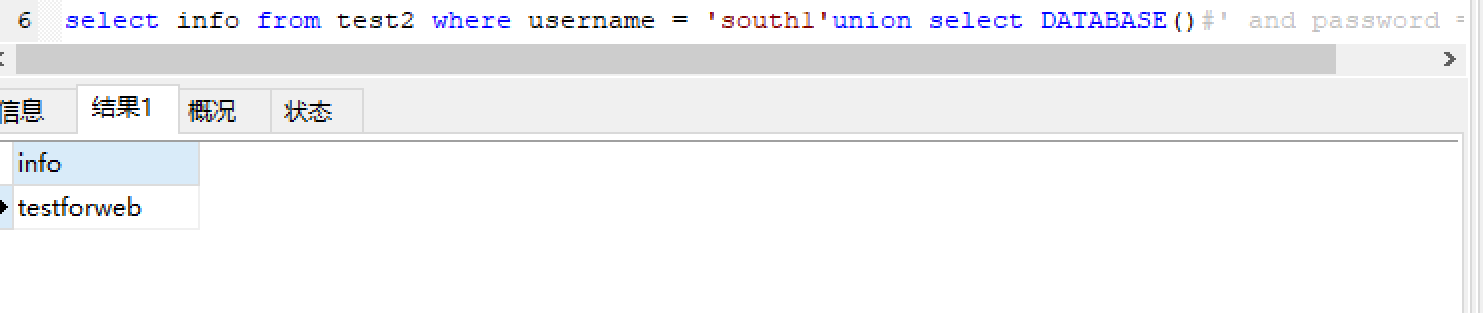 6 select info from test2 where username = 'south1'union select DATABASE()#' and password =
信息 结果1 概况 状态
info
testforweb